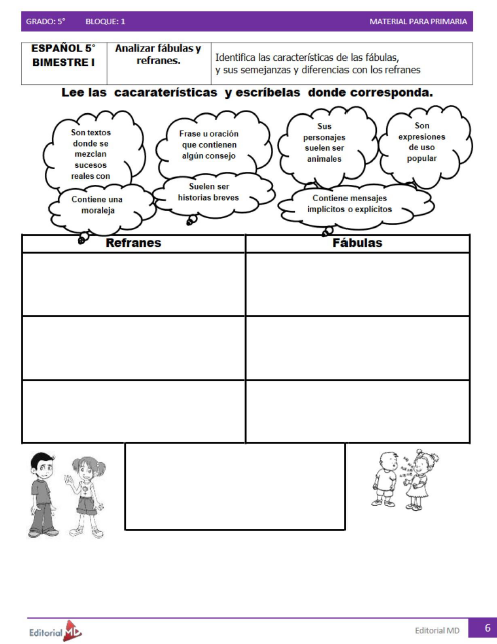 GRADO: 5° BLOQUE: 1 MATERIAL PARA PRIMARIA
ESPAÑOL 5°
BIMESTRE I
Analizar fábulas y
refranes.
Identifica las características de las fábulas,
y sus semejanzas y diferencias con los refranes
Lee las cacaraterísticas y escríbelas donde corresponda.
Son textos
donde se
mezclan
sucesos
reales con
Frase u oración
que contienen
algún consejo
Sus
personajes
suelen ser
animales
Son
expresiones
de uso
popular
Contiene una
moraleja
Suelen ser
historias breves
Contiene mensajes
implícitos o explícitos
Refranes Fábulas
Editorial MD
Editorial MD 6